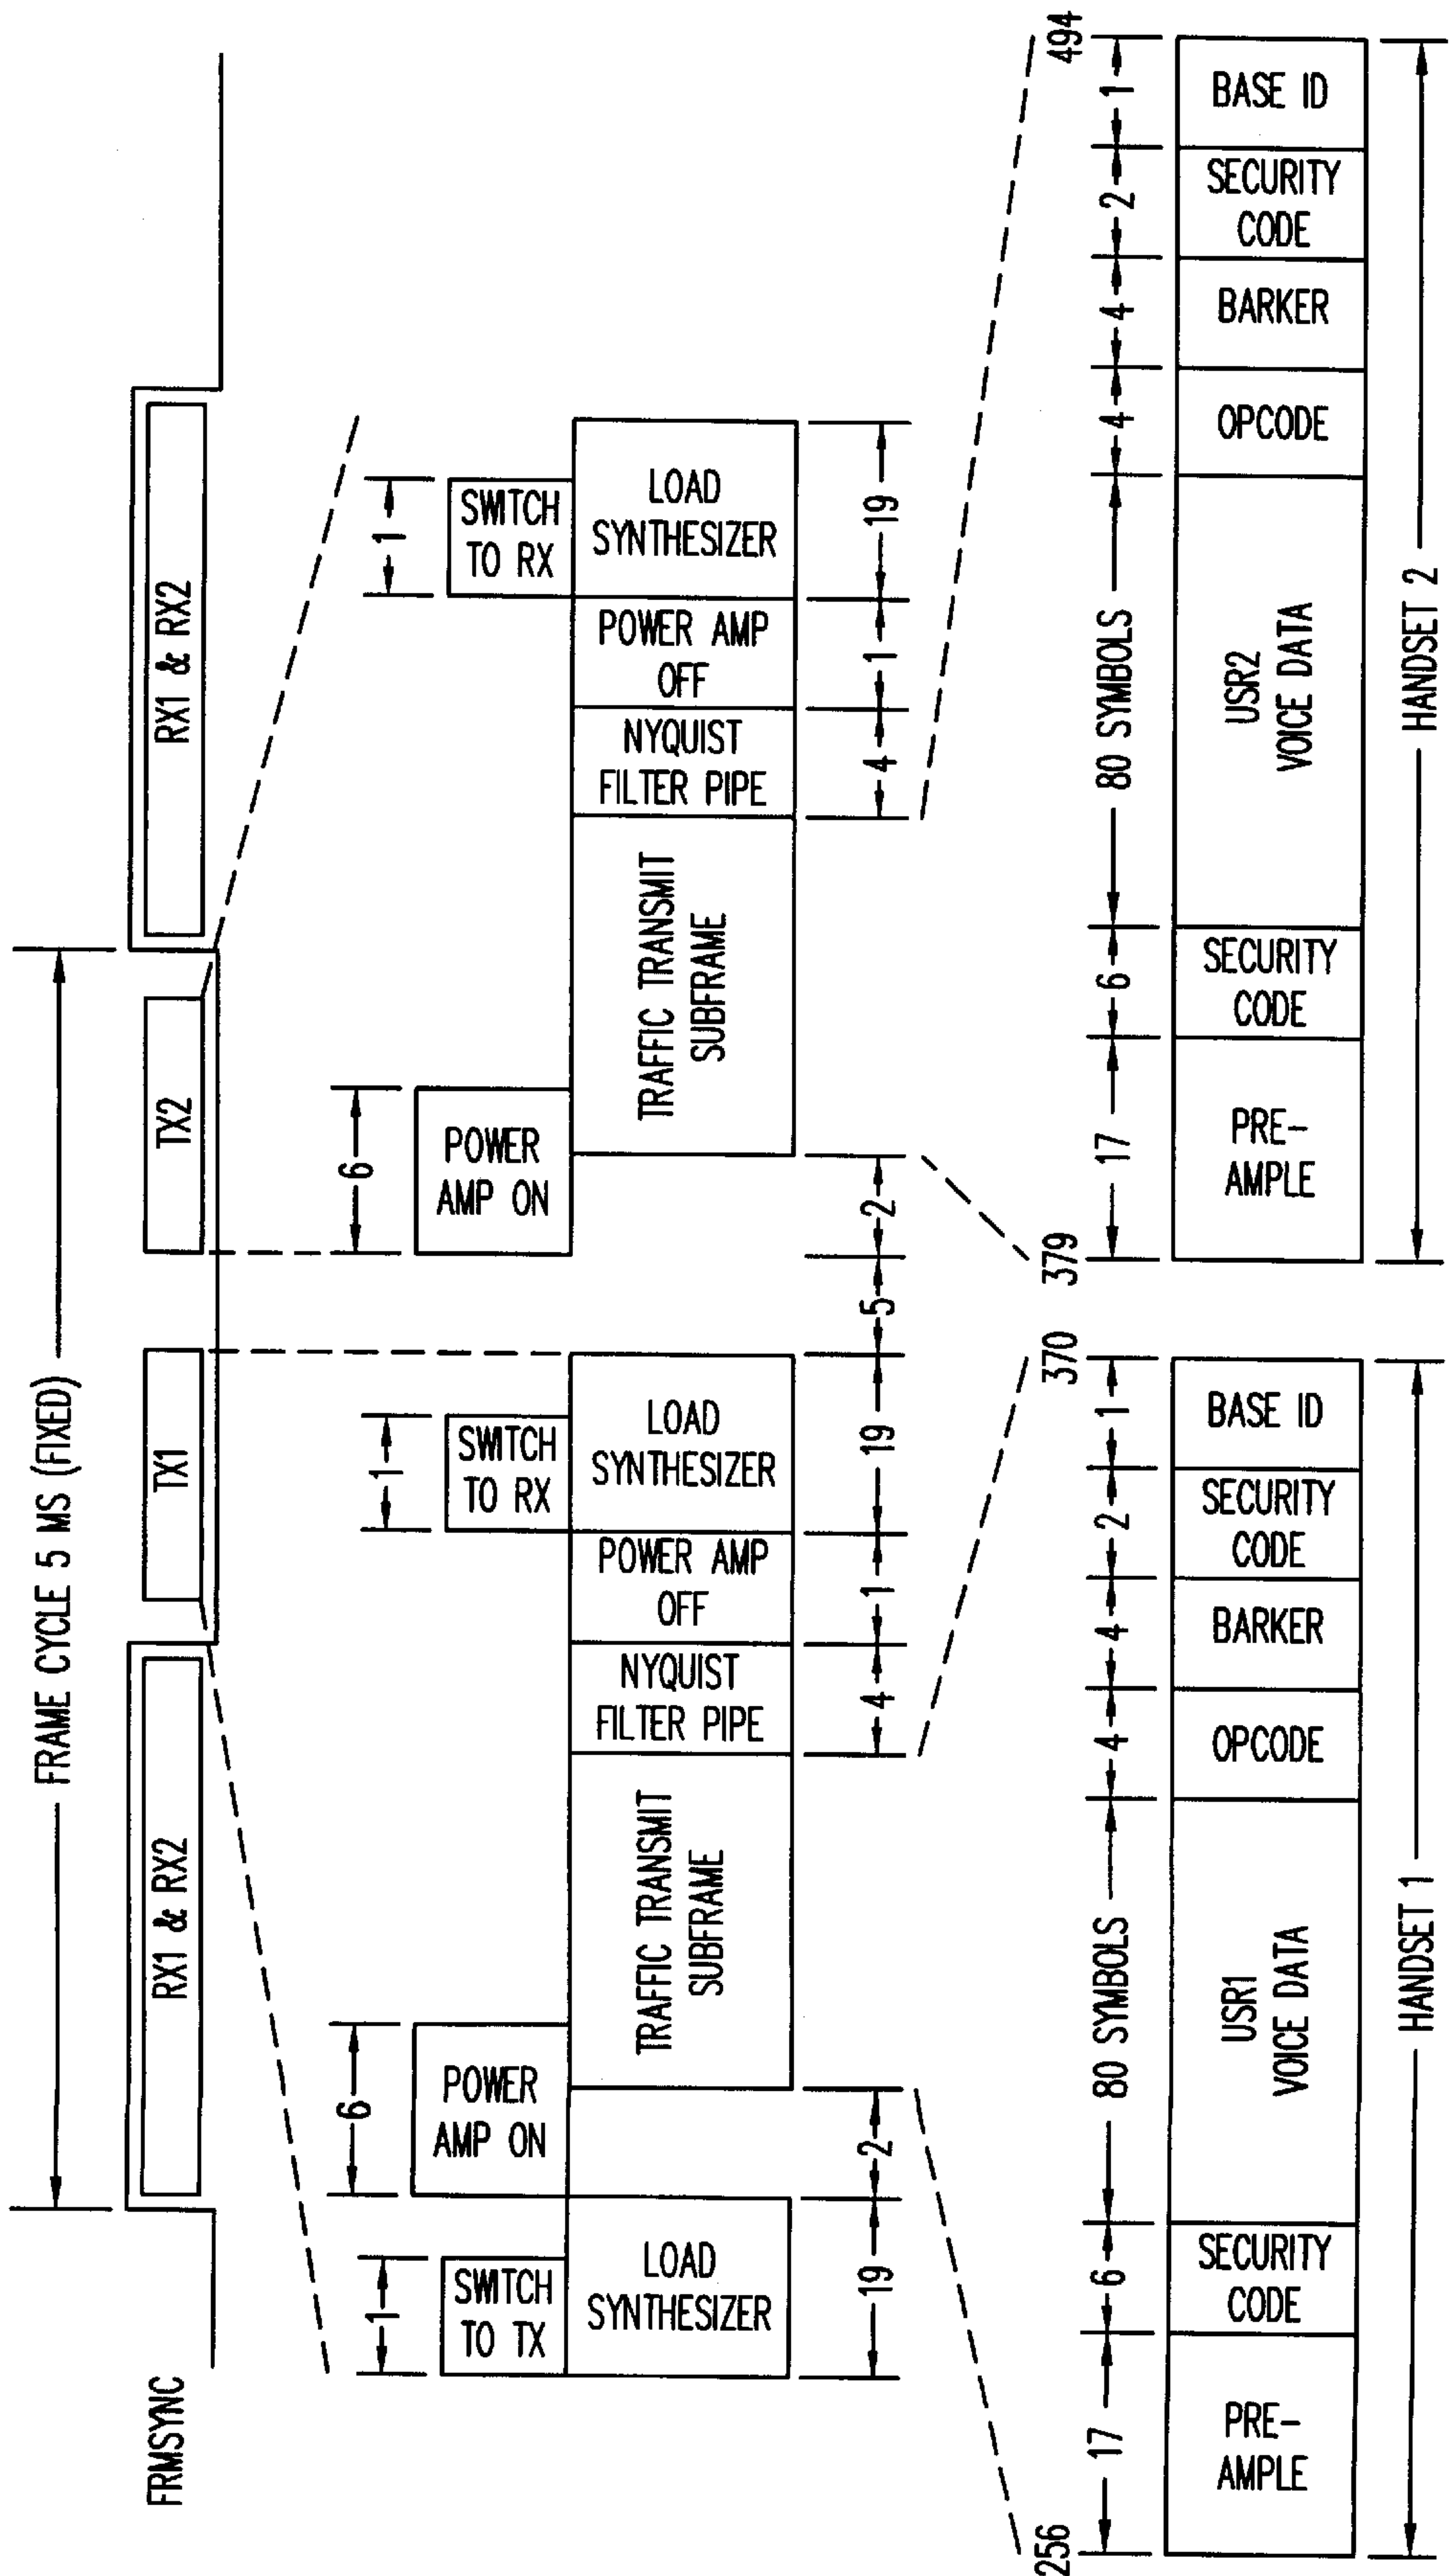 FRAME CYCLE 5 MS (FIXED)
FRMSYNC
RX1 & RX2
TX1
TX2
RX1 & RX2
1
6
1
6
1
SWITCH
TO TX
POWER
AMP ON
SWITCH
TO RX
POWER
AMP ON
SWITCH
TO RX
LOAD
SYNTHESIZER
TRAFFIC TRANSMIT
SUBFRAME
NYQUIST
FILTER PIPE
POWER AMP
OFF
LOAD
SYNTHESIZER
TRAFFIC TRANSMIT
SUBFRAME
NYQUIST
FILTER PIPE
POWER AMP
OFF
LOAD
SYNTHESIZER
19
2
4
1
19
5
2
4
1
19
256
370
379
494
17
6
80 SYMBOLS
4
4
2
1
17
6
80 SYMBOLS
4
4
2
1
PRE-
AMPLE
SECURITY
CODE
USR1
VOICE DATA
OPCODE
BARKER
SECURITY
CODE
BASE ID
PRE-
AMPLE
SECURITY
CODE
USR2
VOICE DATA
OPCODE
BARKER
SECURITY
CODE
BASE ID
HANDSET 1
HANDSET 2